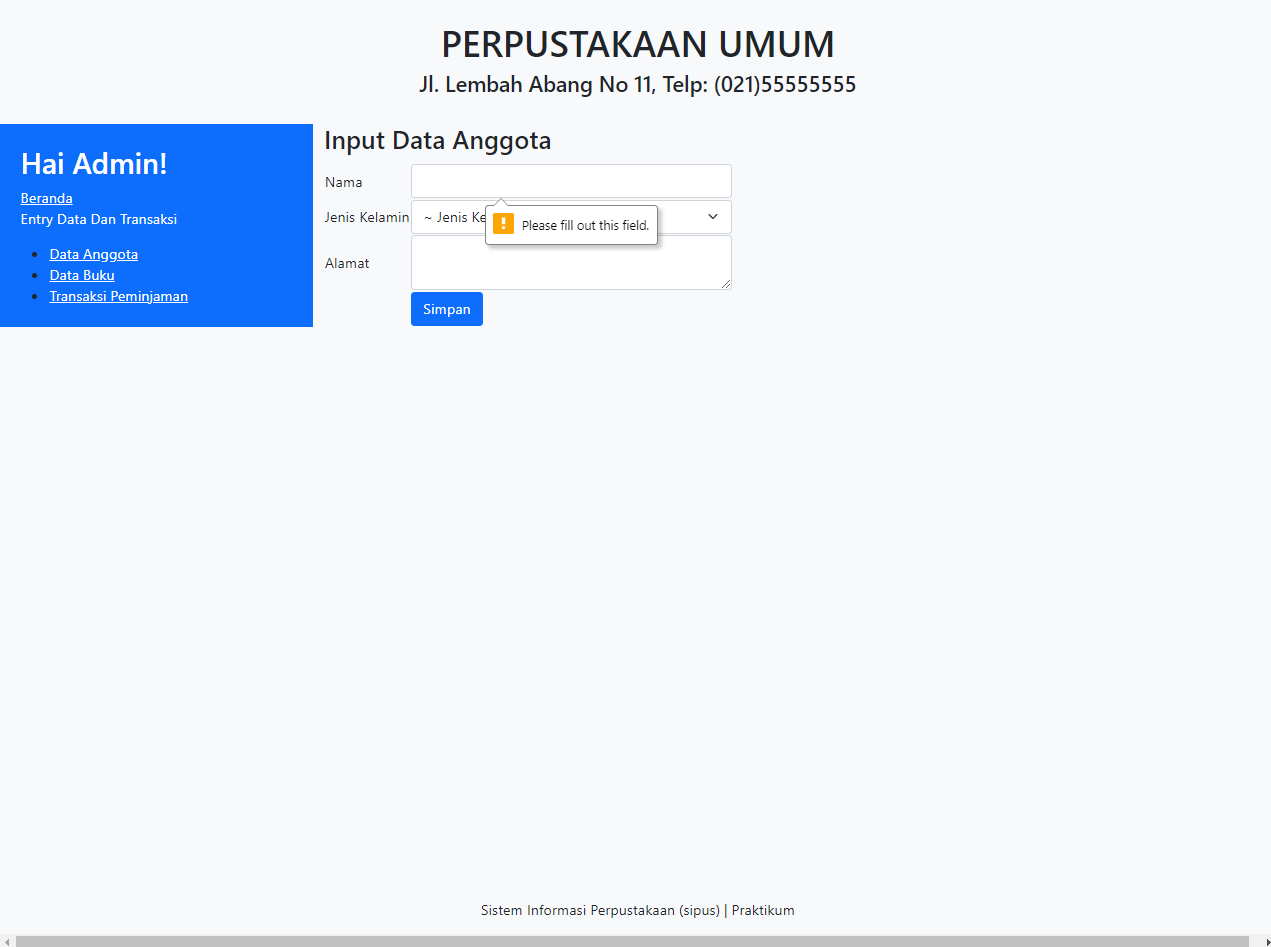 PERPUSTAKAAN UMUM
Jl. Lembah Abang No 11, Telp: (021)55555555
Hai Admin!
Beranda
Entry Data Dan Transaksi
Data Anggota
Data Buku
Transaksi Peminjaman
Input Data Anggota
Nama
Jenis Kelamin ~ Jenis Ke
Please fill out this field.
Alamat
Simpan
Sistem Informasi Perpustakaan (sipus) | Praktikum